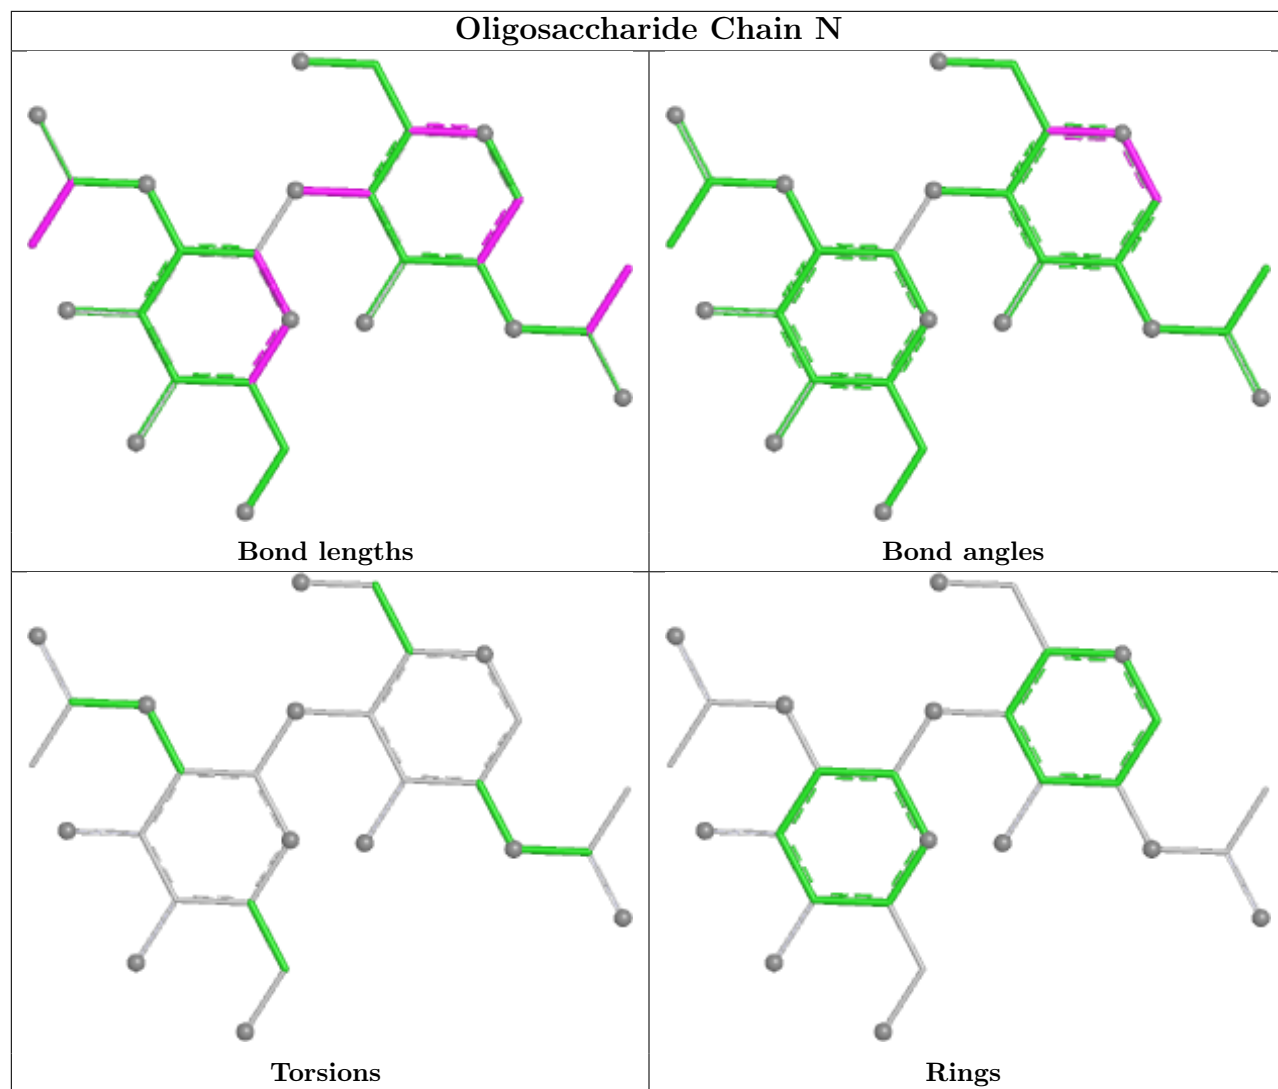 Oligosaccharide Chain N
Bond lengths
Bond angles
Torsions
Rings